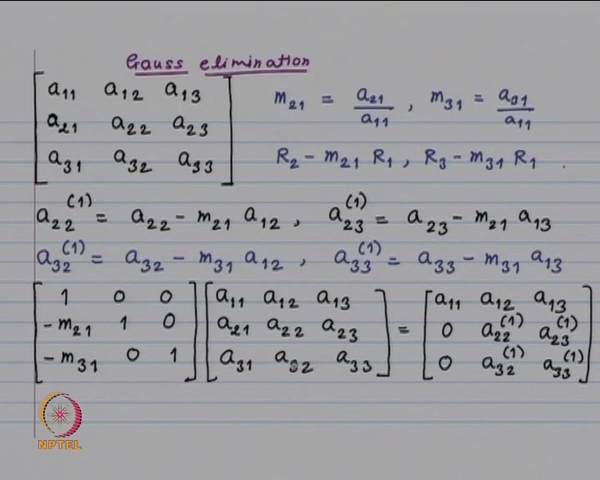 Gauss elimination
a11 a12 a13
a21 a22 a23 m21 = a21/a11 , m31 = a31/a11
a31 a32 a33 R2 - m21 R1 , R3 - m31 R1 .
a22^(1) = a22 - m21 a12 , a23^(1) = a23 - m21 a13
a32^(1) = a32 - m31 a12 , a33^(1) = a33 - m31 a13
[1 0 0] [a11 a12 a13] [a11 a12 a13]
[-m21 1 0] [a21 a22 a23] = [0 a22^(1) a23^(1)]
[-m31 0 1] [a31 a32 a33] [0 a32^(1) a33^(1)]
NPTEL